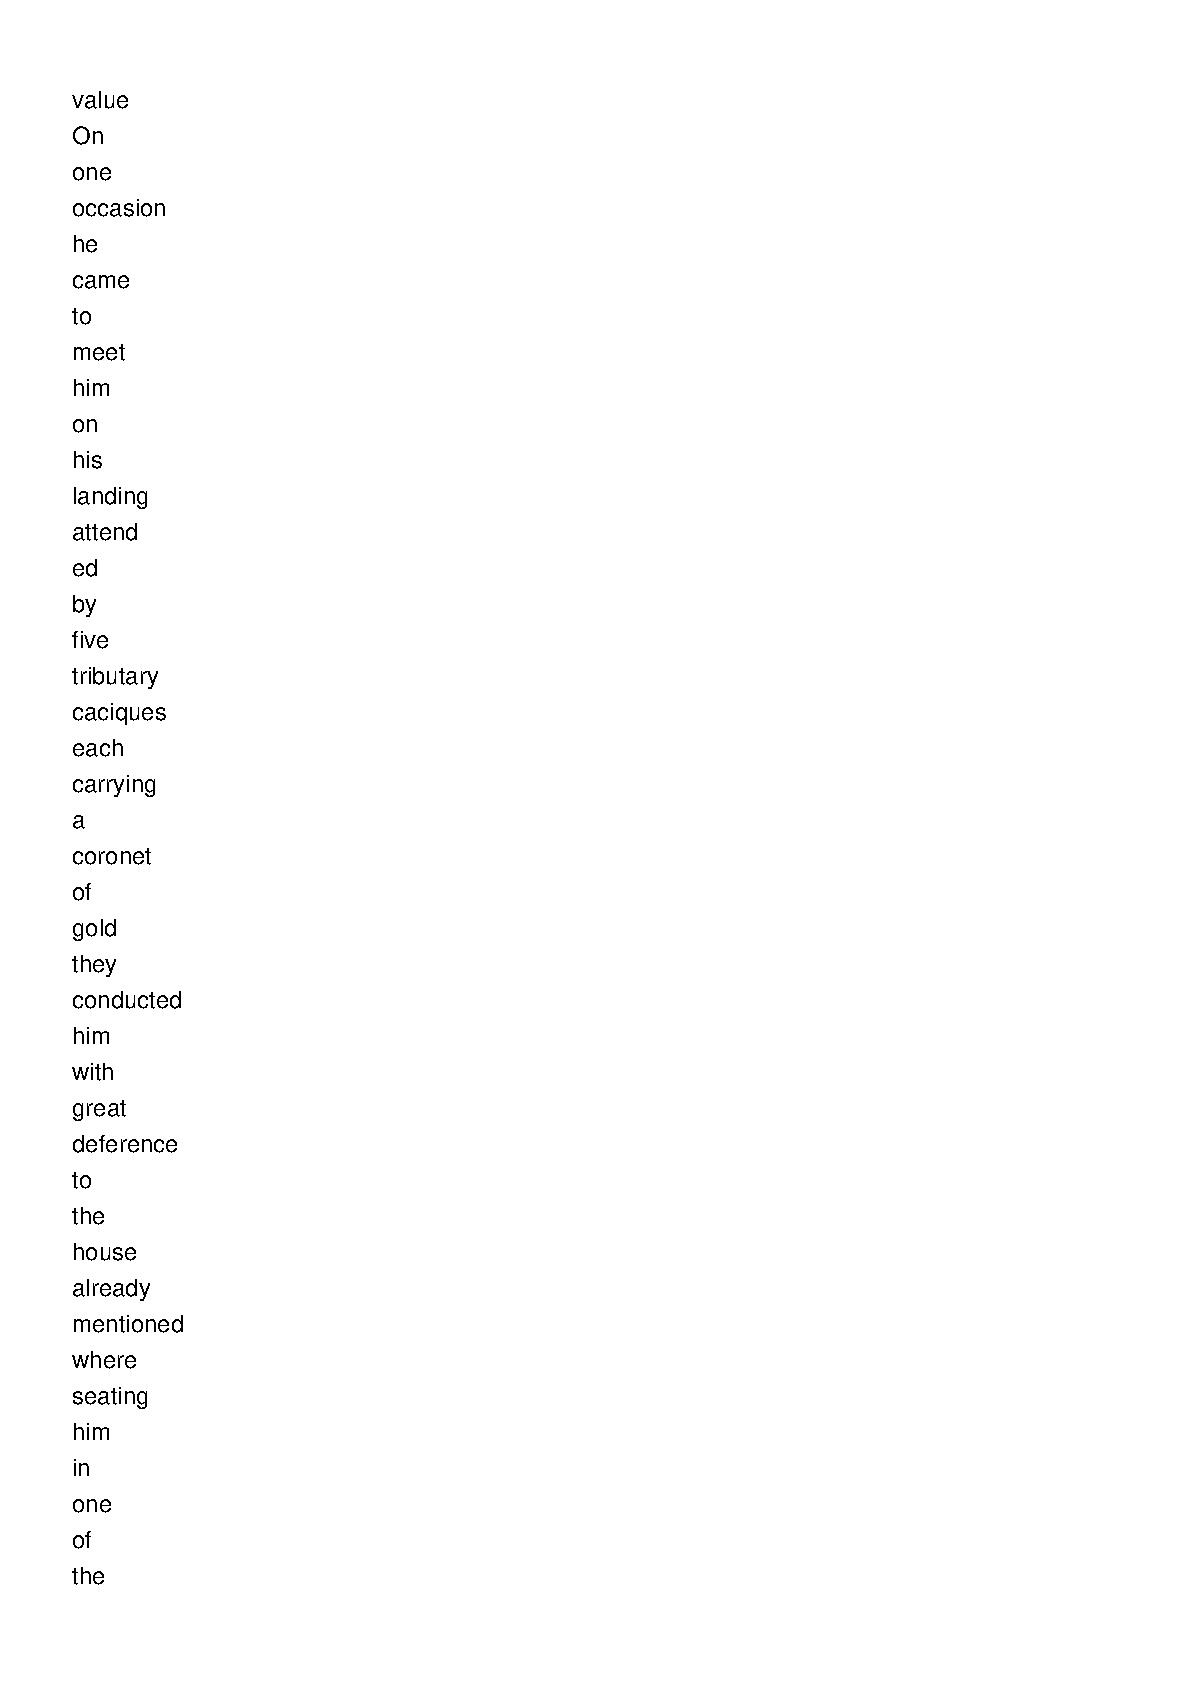 value
On
one
occasion
he
came
to
meet
him
on
his
landing
attend
ed
by
five
tributary
caciques
each
carrying
a
coronet
of
gold
they
conducted
him
with
great
deference
to
the
house
already
mentioned
where
seating
him
in
one
of
the